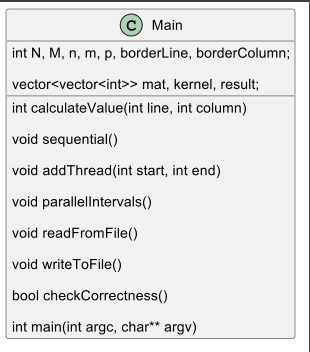 C Main
int N, M, n, m, p, borderLine, borderColumn;
vector<vector<int>> mat, kernel, result;
int calculateValue(int line, int column)
void sequential()
void addThread(int start, int end)
void parallelIntervals()
void readFromFile()
void writeToFile()
bool checkCorrectness()
int main(int argc, char** argv)